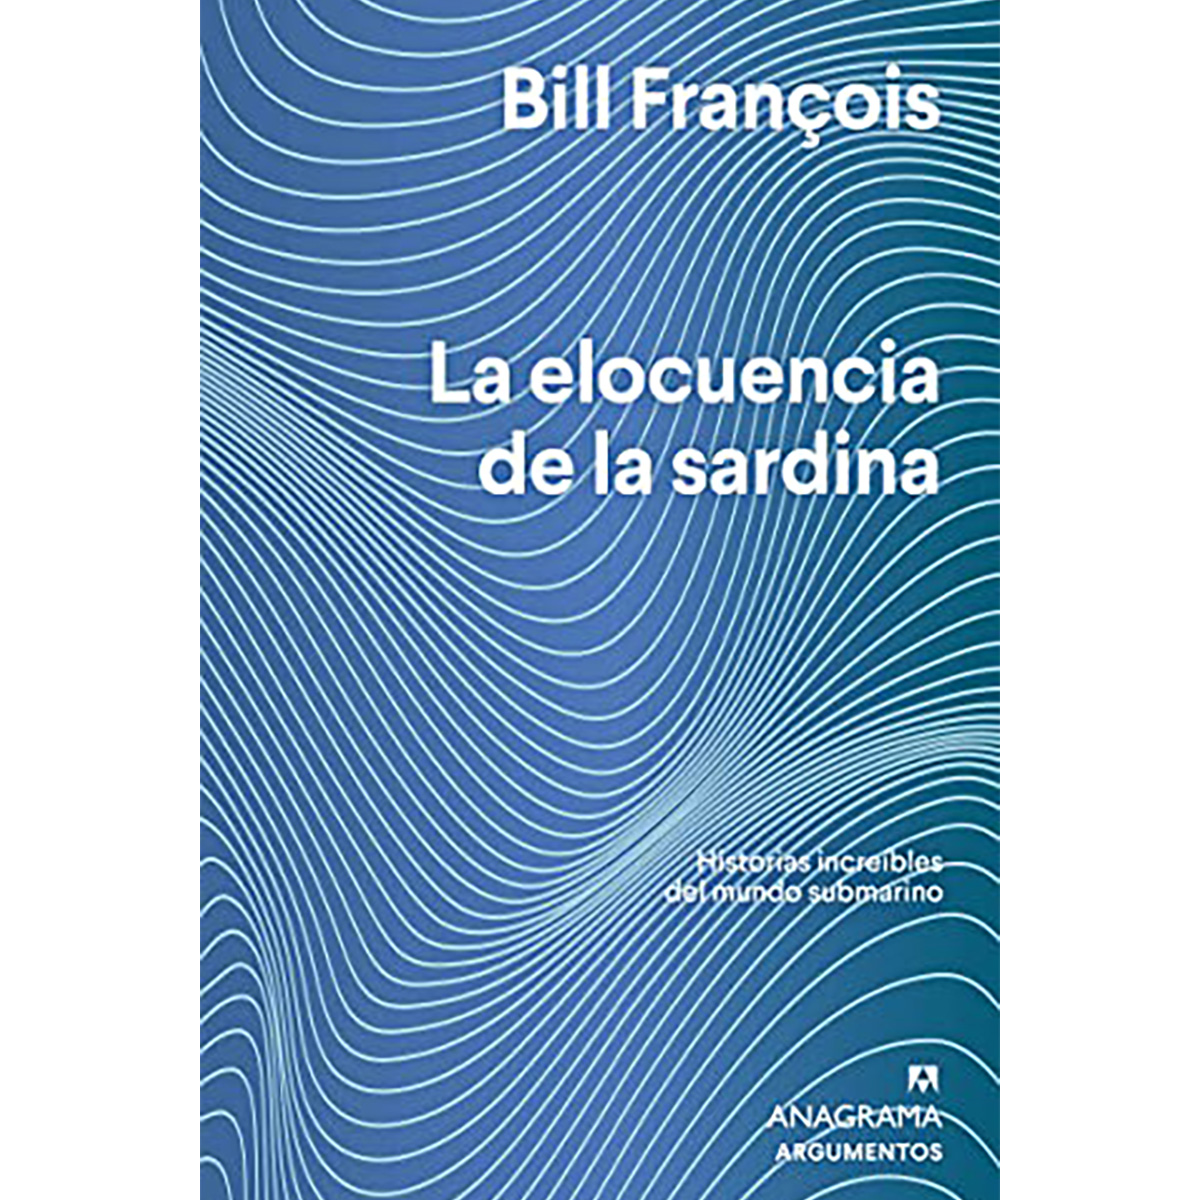 Bill François
La elocuencia
de la sardina
Historias increíbles
del mundo submarino
ANAGRAMA
ARGUMENTOS